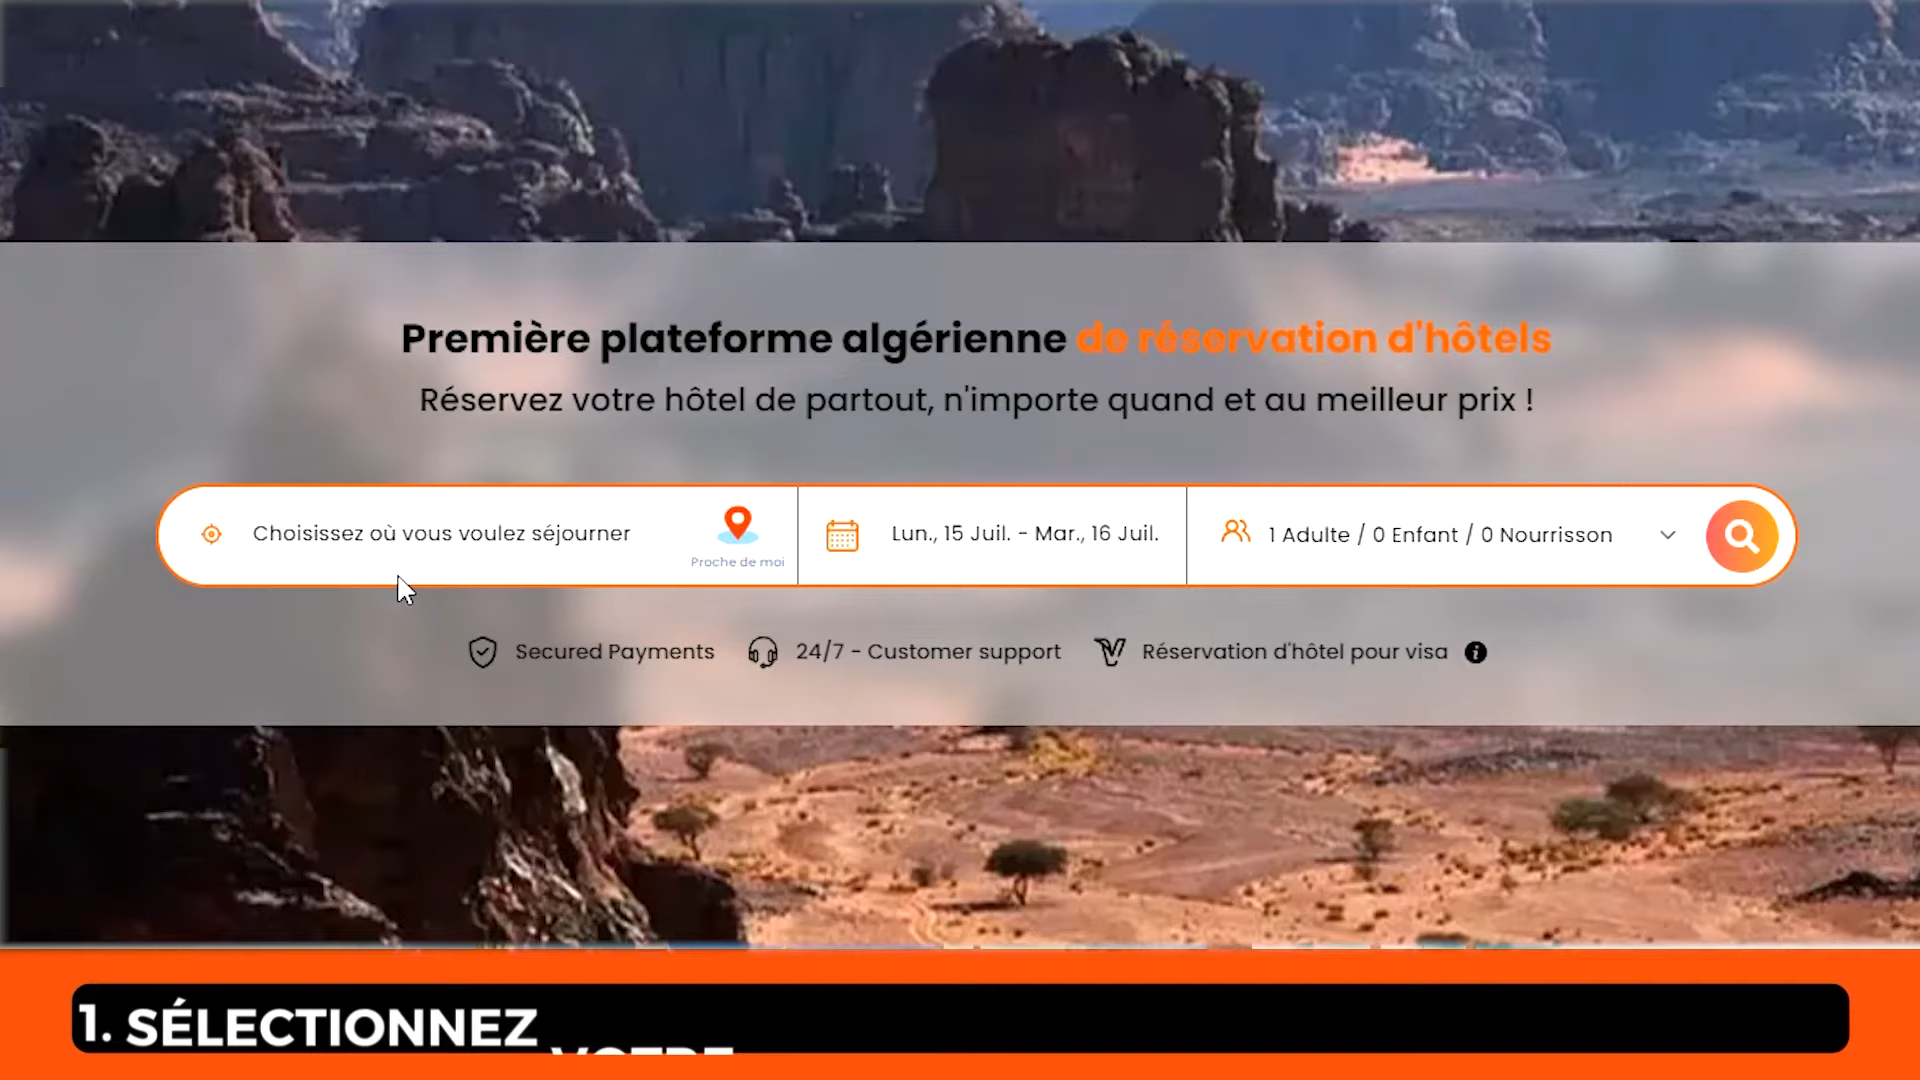 Première plateforme algérienne de réservation d'hôtels
Réservez votre hôtel de partout, n'importe quand et au meilleur prix !
Choisissez où vous voulez séjourner
Proche de moi
Lun., 15 Juil. - Mar., 16 Juil.
1 Adulte / 0 Enfant / 0 Nourrisson
Secured Payments
24/7 - Customer support
Réservation d'hôtel pour visa
1. SÉLECTIONNEZ